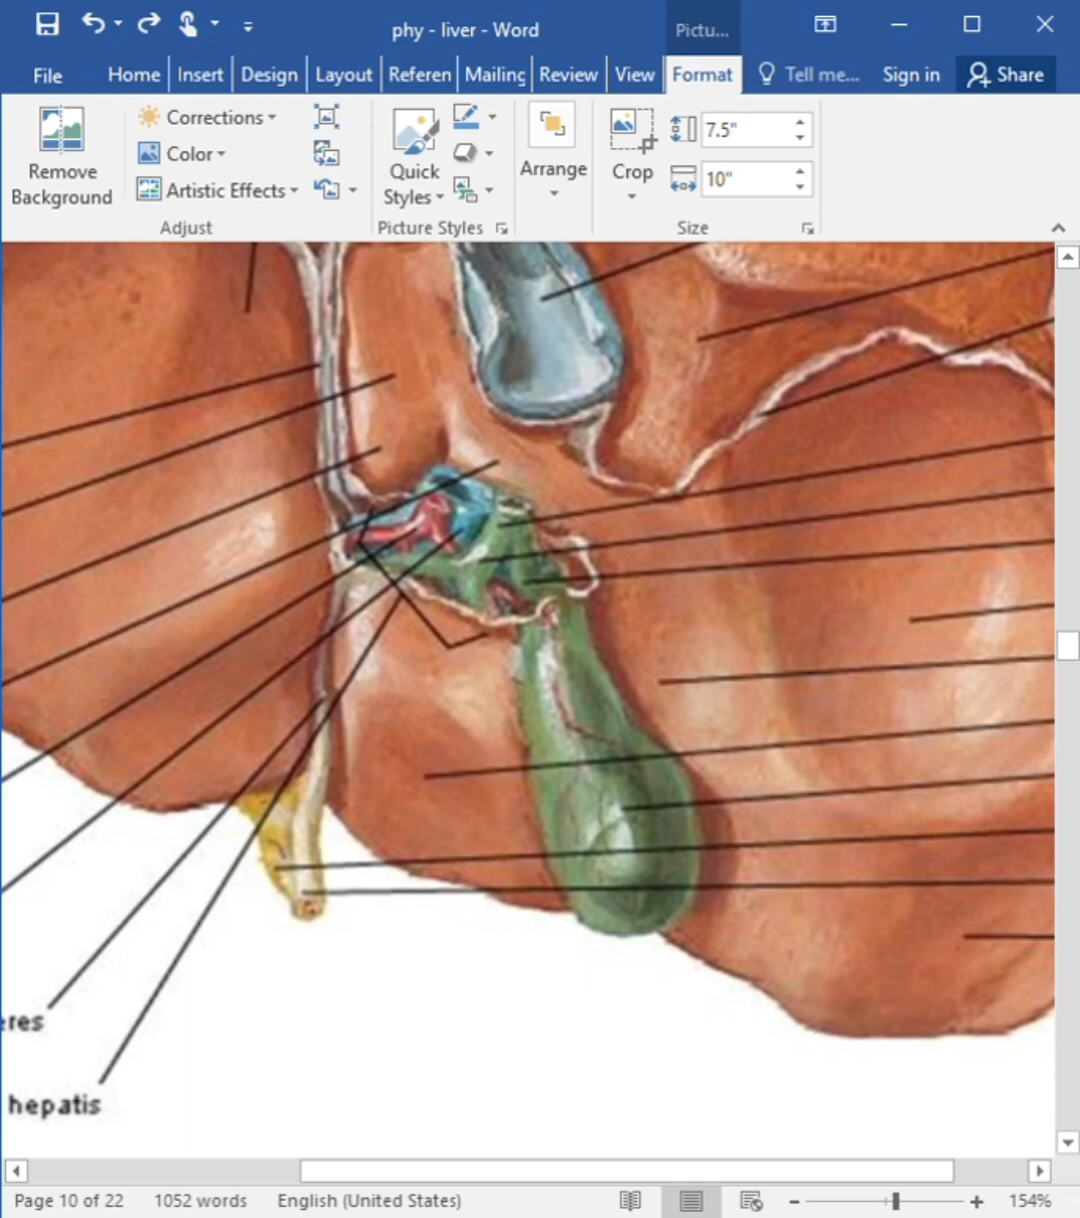 phy - liver - Word
Pictu...
File
Home
Insert
Design
Layout
Referen
Mailing
Review
View
Format
Tell me...
Sign in
Share
Remove
Background
Corrections
Color
Artistic Effects
Adjust
Quick
Styles
Picture Styles
Arrange
Crop
7.5"
10"
Size
eres
hepatis
Page 10 of 22
1052 words
English (United States)
154%